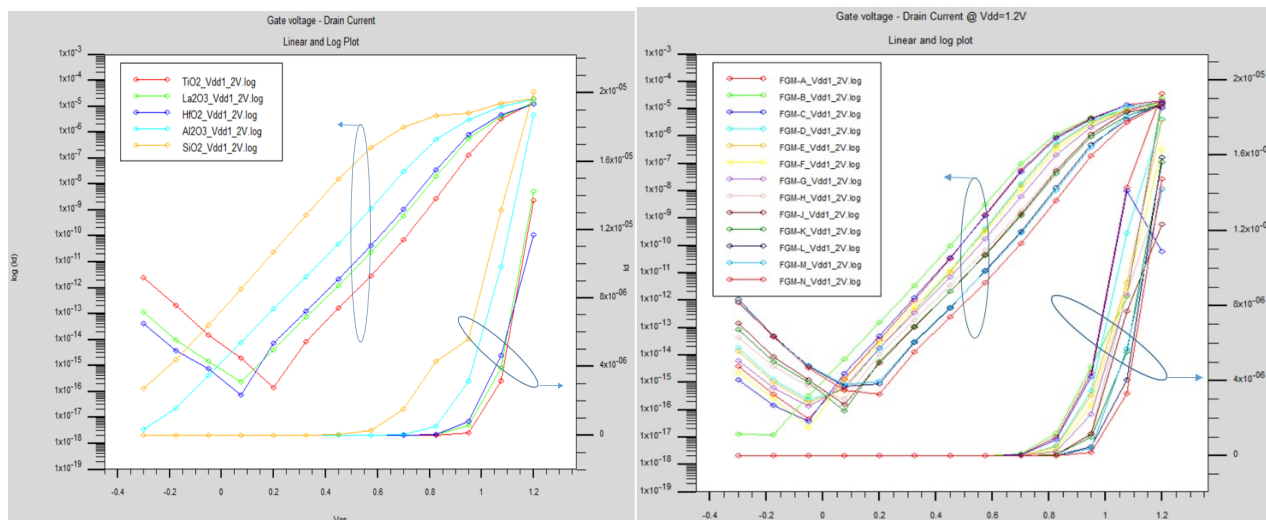 Gate voltage - Drain Current
Linear and Log Plot
1x10-3
1x10-4
1x10-5
1x10-6
1x10-7
1x10-8
1x10-9
1x10-10
1x10-11
1x10-12
1x10-13
1x10-14
1x10-15
1x10-16
1x10-17
1x10-18
1x10-19
log (Id)
TiO2_Vdd1_2V.log
La2O3_Vdd1_2V.log
HfO2_Vdd1_2V.log
Al2O3_Vdd1_2V.log
SiO2_Vdd1_2V.log
2x10-05
1.6x10-05
1.2x10-05
8x10-06
4x10-06
0
Id
-0.4 -0.2 0 0.2 0.4 0.6 0.8 1 1.2
Gate voltage - Drain Current @ Vdd=1.2V
Linear and log plot
1x10-3
1x10-4
1x10-5
1x10-6
1x10-7
1x10-8
1x10-9
1x10-10
1x10-11
1x10-12
1x10-13
1x10-14
1x10-15
1x10-16
1x10-17
1x10-18
1x10-19
FGM-A_Vdd1_2V.log
FGM-B_Vdd1_2V.log
FGM-C_Vdd1_2V.log
FGM-D_Vdd1_2V.log
FGM-E_Vdd1_2V.log
FGM-F_Vdd1_2V.log
FGM-G_Vdd1_2V.log
FGM-H_Vdd1_2V.log
FGM-J_Vdd1_2V.log
FGM-K_Vdd1_2V.log
FGM-L_Vdd1_2V.log
FGM-M_Vdd1_2V.log
FGM-N_Vdd1_2V.log
2x10-05
1.6x10-0
1.2x10-0
8x10-06
4x10-06
0
-0.4 -0.2 0 0.2 0.4 0.6 0.8 1 1.2